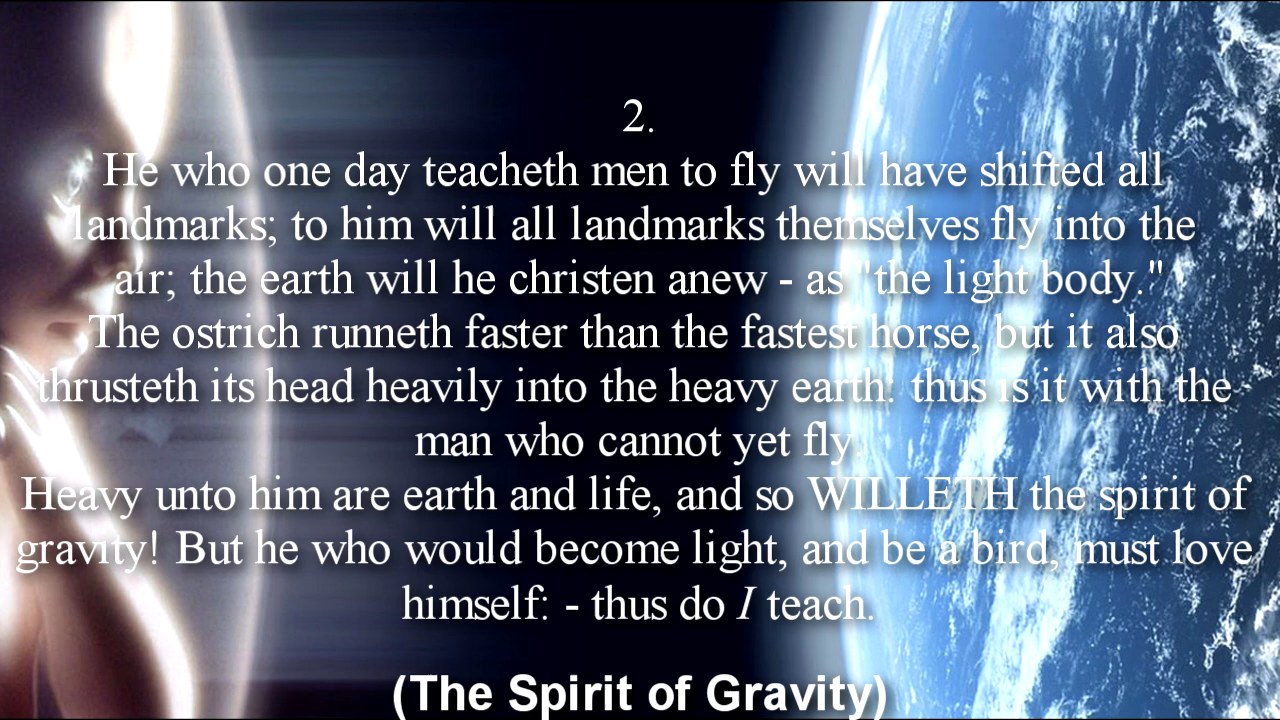 2.
He who one day teacheth men to fly will have shifted all
landmarks; to him will all landmarks themselves fly into the
air; the earth will he christen anew - as "the light body."
The ostrich runneth faster than the fastest horse, but it also
thrusteth its head heavily into the heavy earth: thus is it with the
man who cannot yet fly.
Heavy unto him are earth and life, and so WILLETH the spirit of
gravity! But he who would become light, and be a bird, must love
himself: - thus do I teach.
(The Spirit of Gravity)